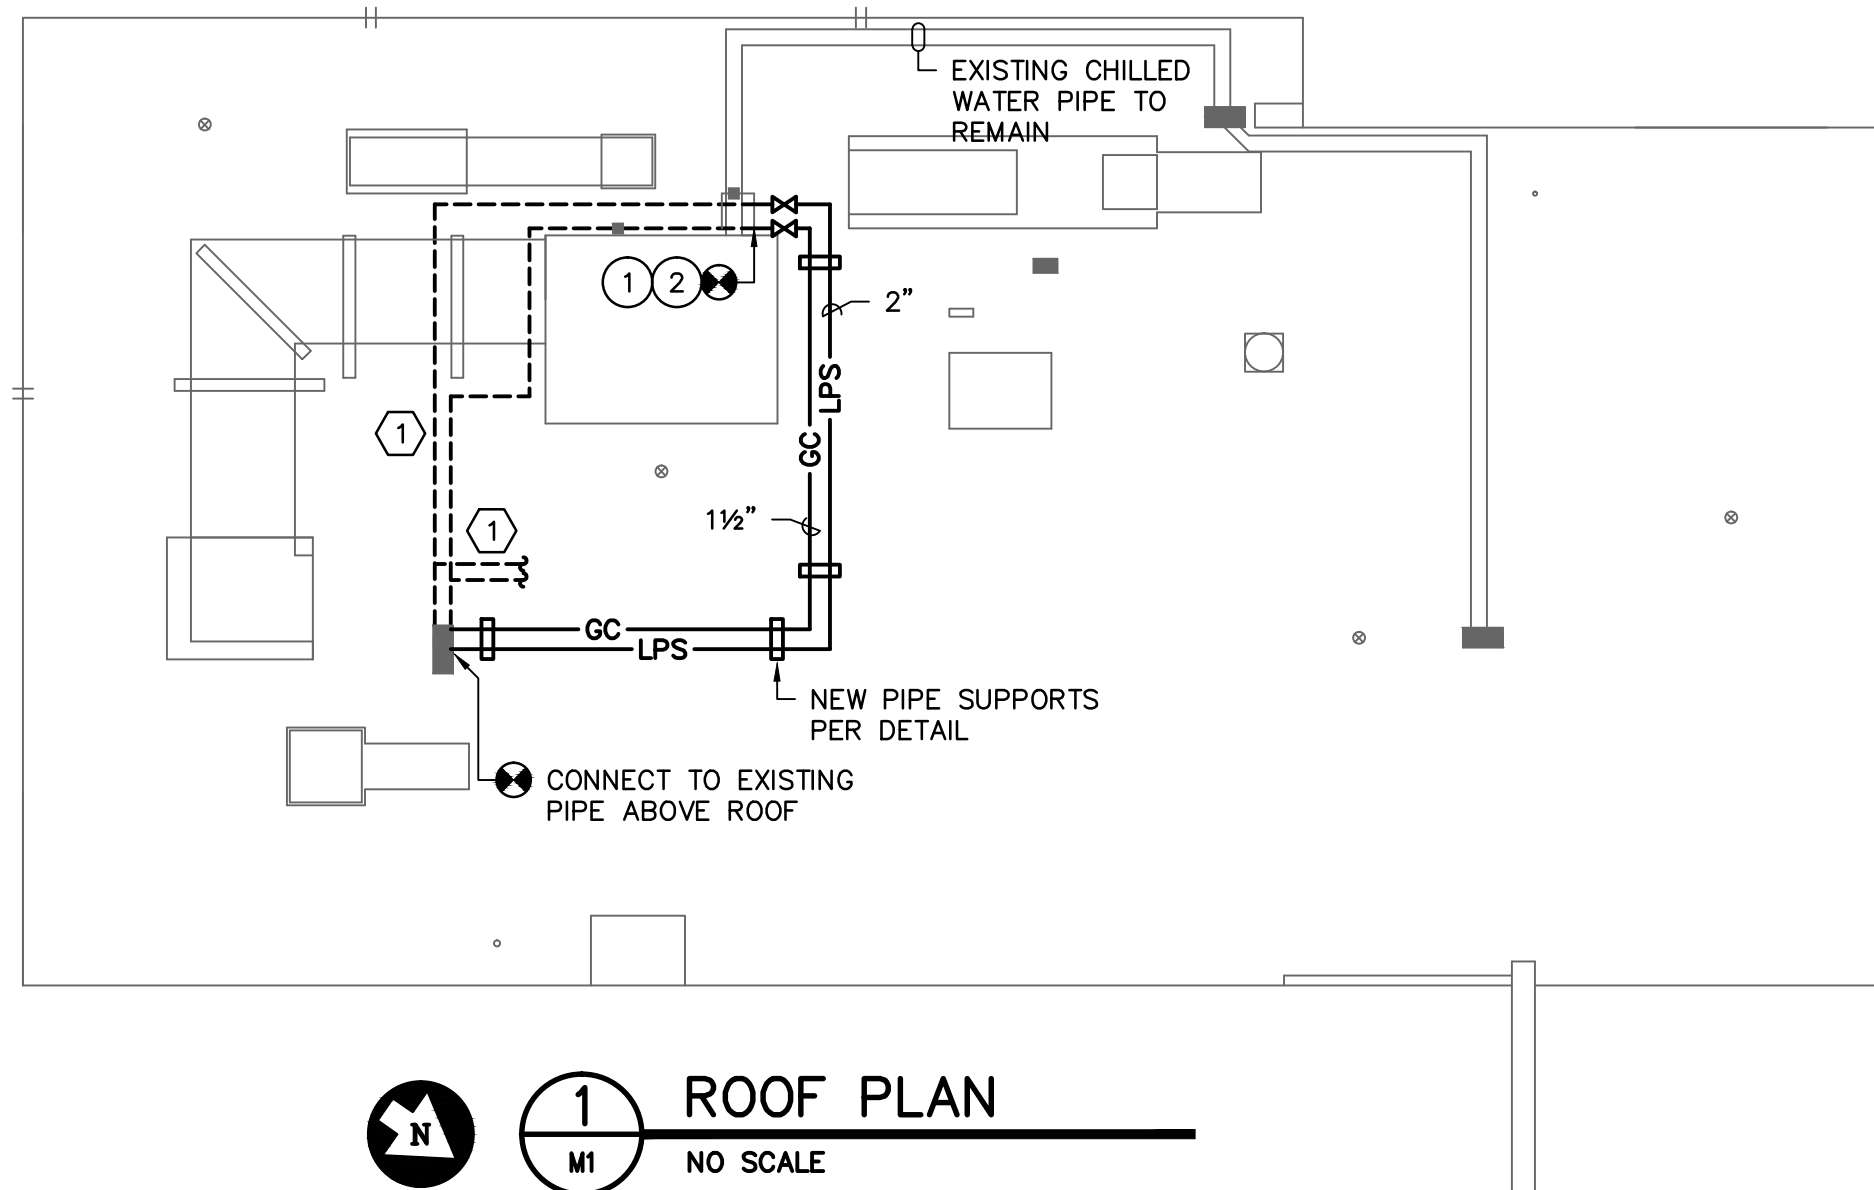 EXISTING CHILLED
WATER PIPE TO
REMAIN
1 2
2"
LPS
GC
1
1½"
1
GC
LPS
NEW PIPE SUPPORTS
PER DETAIL
CONNECT TO EXISTING
PIPE ABOVE ROOF
N
1
M1
ROOF PLAN
NO SCALE